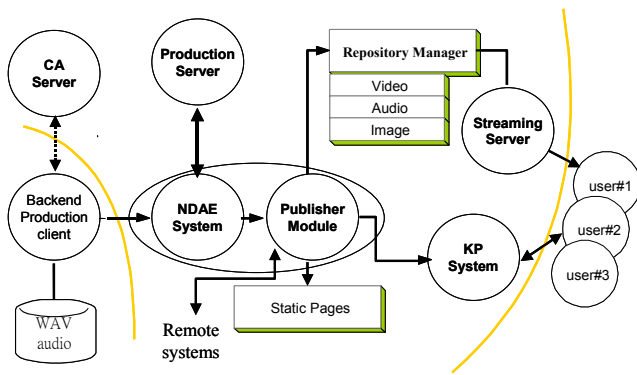 CA
Server
Production
Server
Repository Manager
Video
Audio
Image
Streaming
Server
Backend
Production
client
NDAE
System
Publisher
Module
KP
System
user#1
user#2
user#3
Static Pages
Remote
systems
WAV
audio